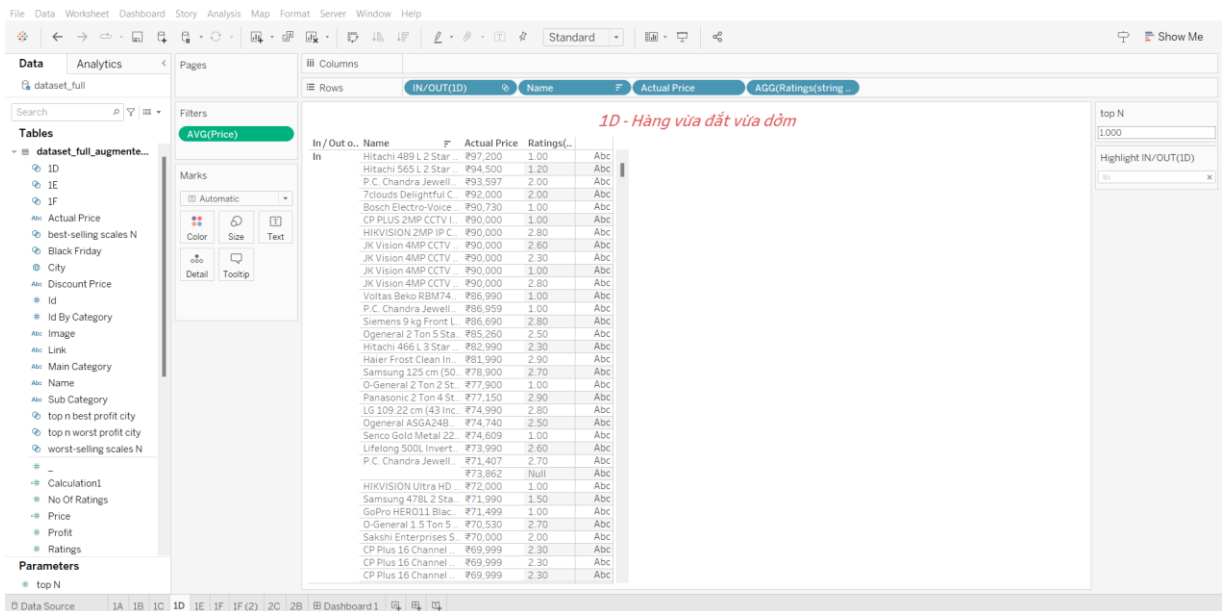 File Data Worksheet Dashboard Story Analysis Map Format Server Window Help
Standard
Show Me
Data Analytics
Pages
Columns
dataset_full
Rows IN/OUT(1D) Name Actual Price AGG(Ratings(string ..
Search
Filters
AVG(Price)
Tables
dataset_full_augmente...
1D
1E
1F
Abc Actual Price
best-selling scales N
Black Friday
City
Abc Discount Price
Id
Id By Category
Abc Image
Abc Link
Abc Main Category
Abc Name
Abc Sub Category
top n best profit city
top n worst profit city
worst-selling scales N
_
Calculation1
No Of Ratings
Price
Profit
Ratings
Parameters
top N
Marks
Automatic
Color Size Text
Detail Tooltip
1D - Hàng vừa đắt vừa dởm
In / Out o.. Name Actual Price Ratings(..
In Hitachi 489 L 2 Star .. ₹97,200 1.00 Abc
Hitachi 565 L 2 Star .. ₹94,500 1.20 Abc
P.C. Chandra Jewell.. ₹93,597 2.00 Abc
7clouds Delightful C.. ₹92,000 2.00 Abc
Bosch Electro-Voice .. ₹90,730 1.00 Abc
CP PLUS 2MP CCTV I.. ₹90,000 1.00 Abc
HIKVISION 2MP IP C.. ₹90,000 2.80 Abc
JK Vision 4MP CCTV .. ₹90,000 2.60 Abc
JK Vision 4MP CCTV .. ₹90,000 2.30 Abc
JK Vision 4MP CCTV .. ₹90,000 1.00 Abc
JK Vision 4MP CCTV .. ₹90,000 2.80 Abc
Voltas Beko RBM74.. ₹86,990 1.00 Abc
P.C. Chandra Jewell.. ₹86,959 1.00 Abc
Siemens 9 kg Front L.. ₹86,690 2.80 Abc
Ogeneral 2 Ton 5 Sta.. ₹85,260 2.50 Abc
Hitachi 466 L 3 Star .. ₹82,990 2.30 Abc
Haier Frost Clean In.. ₹81,990 2.90 Abc
Samsung 125 cm (50.. ₹78,900 2.70 Abc
O-General 2 Ton 2 St.. ₹77,900 1.00 Abc
Panasonic 2 Ton 4 St.. ₹77,150 2.90 Abc
LG 109.22 cm (43 Inc.. ₹74,990 2.80 Abc
Ogeneral ASGA24B.. ₹74,740 2.50 Abc
Senco Gold Metal 22.. ₹74,609 1.00 Abc
Lifelong 500L Invert.. ₹73,990 2.60 Abc
P.C. Chandra Jewell.. ₹71,407 2.70 Abc
₹73,862 Null Abc
HIKVISION Ultra HD .. ₹72,000 1.00 Abc
Samsung 478L 2 Sta.. ₹71,990 1.50 Abc
GoPro HERO11 Blac.. ₹71,499 1.00 Abc
O-General 1.5 Ton 5 .. ₹70,530 2.70 Abc
Sakshi Enterprises S.. ₹70,000 2.00 Abc
CP Plus 16 Channel .. ₹69,999 2.30 Abc
CP Plus 16 Channel .. ₹69,999 2.30 Abc
CP Plus 16 Channel .. ₹69,999 2.30 Abc
top N
1.000
Highlight IN/OUT(1D)
In
Data Source 1A 1B 1C 1D 1E 1F 1F (2) 2C 2B Dashboard 1